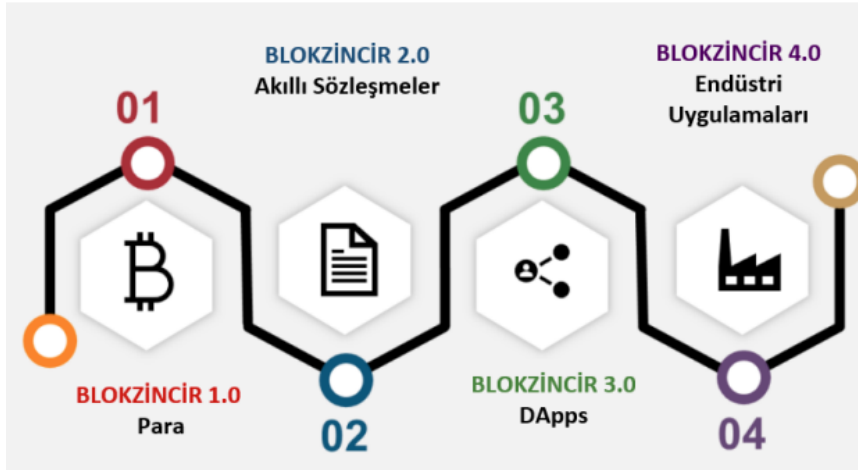 01
BLOKZİNCİR 1.0
Para
BLOKZİNCİR 2.0
Akıllı Sözleşmeler
02
03
BLOKZİNCİR 3.0
DApps
BLOKZİNCİR 4.0
Endüstri
Uygulamaları
04